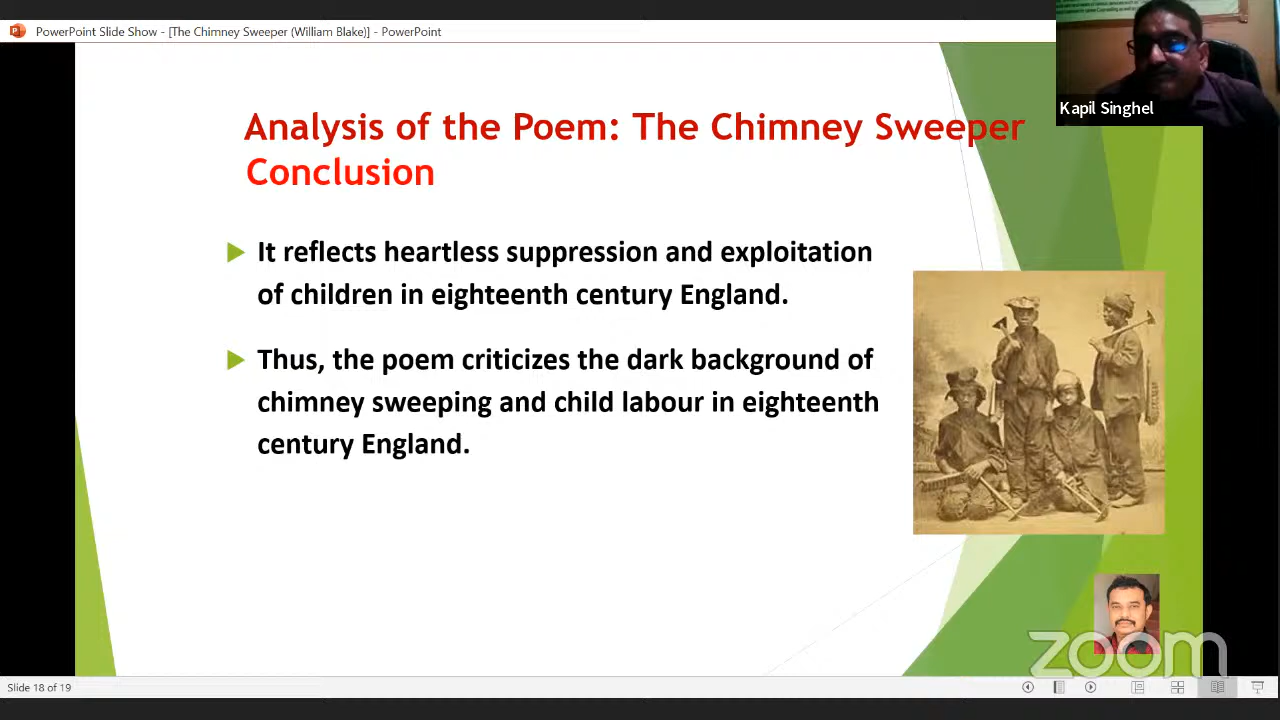 PowerPoint Slide Show - [The Chimney Sweeper (William Blake)] - PowerPoint
Kapil Singhel
Analysis of the Poem: The Chimney Sweeper
Conclusion
It reflects heartless suppression and exploitation
of children in eighteenth century England.
Thus, the poem criticizes the dark background of
chimney sweeping and child labour in eighteenth
century England.
zoom
Slide 18 of 19